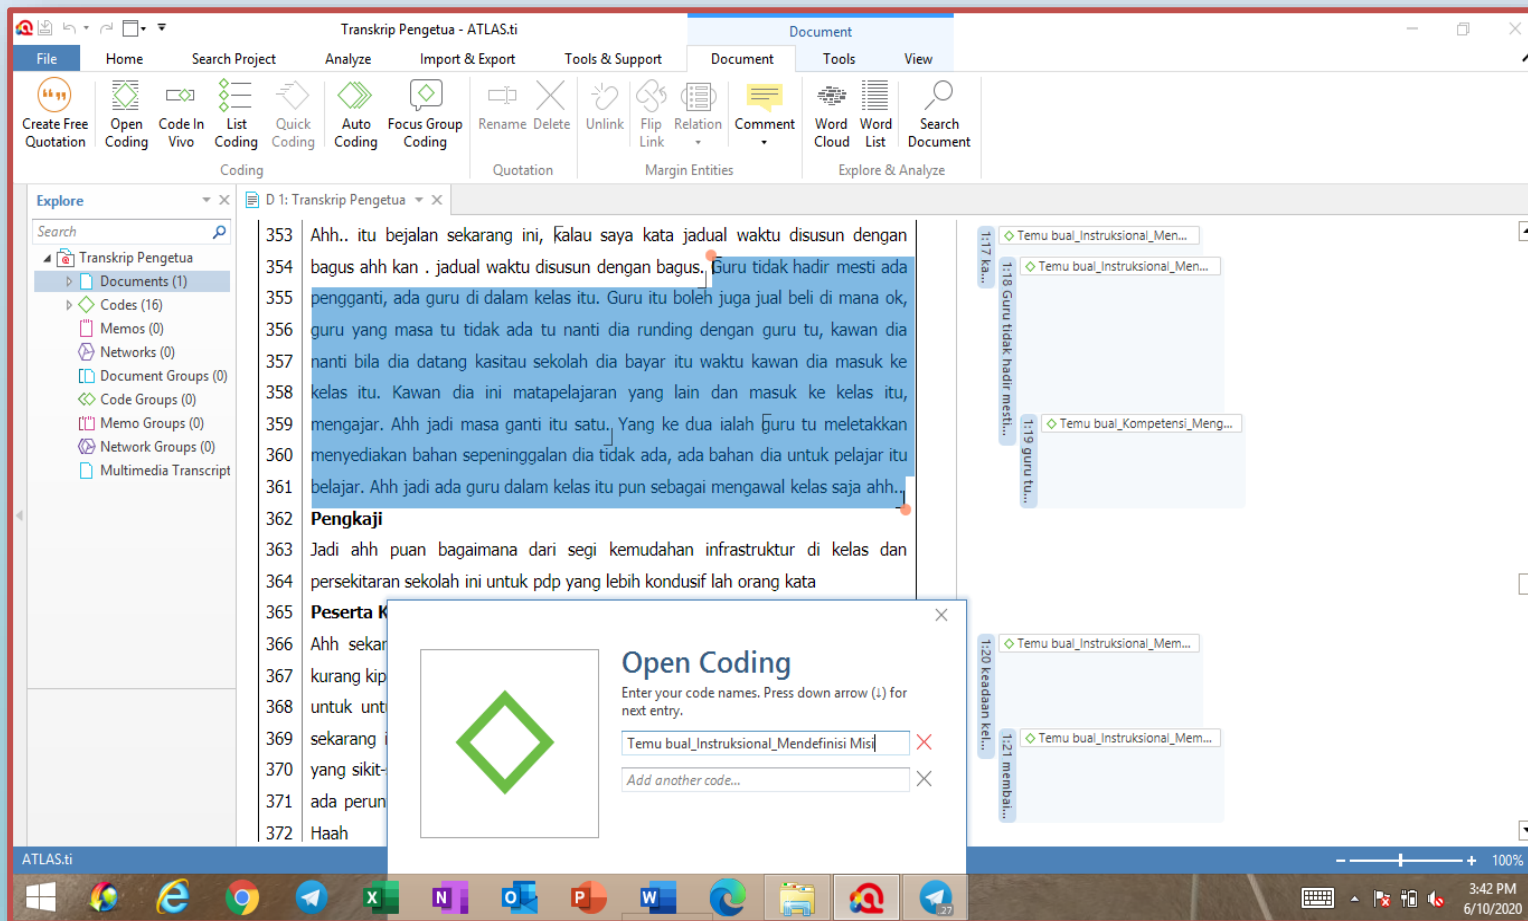 Transkrip Pengetua - ATLAS.ti
Document
File Home Search Project Analyze Import & Export Tools & Support Document Tools View
Create Free Quotation
Open Coding
Code In Vivo
List Coding
Quick Coding
Auto Coding
Focus Group Coding
Rename Delete
Unlink
Flip Link
Relation
Comment
Word Cloud
Word List
Search Document
Coding Quotation Margin Entities Explore & Analyze
Explore
D 1: Transkrip Pengetua
Search
Transkrip Pengetua
Documents (1)
Codes (16)
Memos (0)
Networks (0)
Document Groups (0)
Code Groups (0)
Memo Groups (0)
Network Groups (0)
Multimedia Transcript
353 Ahh.. itu bejalan sekarang ini, kalau saya kata jadual waktu disusun dengan
354 bagus ahh kan . jadual waktu disusun dengan bagus. Guru tidak hadir mesti ada
355 pengganti, ada guru di dalam kelas itu. Guru itu boleh juga jual beli di mana ok,
356 guru yang masa tu tidak ada tu nanti dia runding dengan guru tu, kawan dia
357 nanti bila dia datang kasitau sekolah dia bayar itu waktu kawan dia masuk ke
358 kelas itu. Kawan dia ini matapelajaran yang lain dan masuk ke kelas itu,
359 mengajar. Ahh jadi masa ganti itu satu. Yang ke dua ialah guru tu meletakkan
360 menyediakan bahan sepeninggalan dia tidak ada, ada bahan dia untuk pelajar itu
361 belajar. Ahh jadi ada guru dalam kelas itu pun sebagai mengawal kelas saja ahh..
362 Pengkaji
363 Jadi ahh puan bagaimana dari segi kemudahan infrastruktur di kelas dan
364 persekitaran sekolah ini untuk pdp yang lebih kondusif lah orang kata
365 Peserta K
366 Ahh sekar
367 kurang kip
368 untuk unt
369 sekarang i
370 yang sikit-
371 ada perun
372 Haah
1:17 ka...
Temu bual_Instruksional_Men...
1:18 Guru tidak hadir mesti...
Temu bual_Instruksional_Men...
1:19 guru tu...
Temu bual_Kompetensi_Meng...
1:20 keadaan kel...
Temu bual_Instruksional_Mem...
1:21 membai...
Temu bual_Instruksional_Mem...
Open Coding
Enter your code names. Press down arrow (↓) for
next entry.
Temu bual_Instruksional_Mendefinisi Misi
Add another code...
ATLAS.ti
100%
27
3:42 PM
6/10/2020